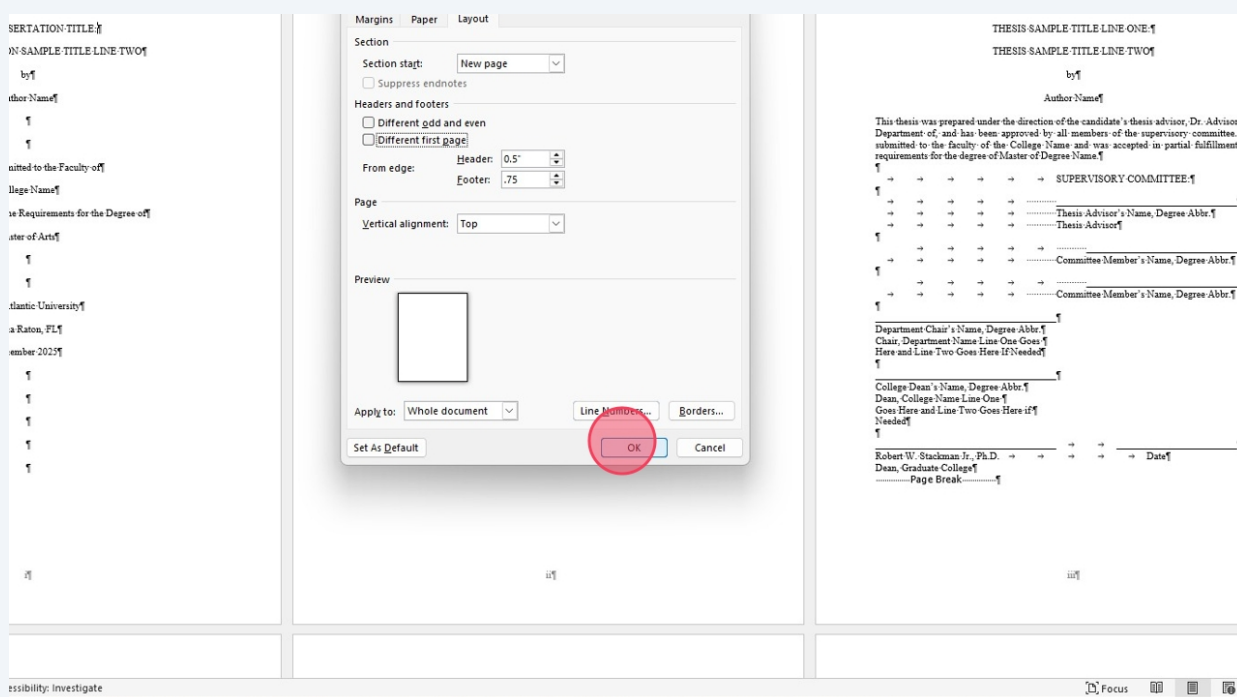 SERTATION·TITLE:¶
ON·SAMPLE·TITLE·LINE·TWO¶
by¶
uthor·Name¶
¶
¶
mitted·to·the·Faculty·of¶
llege·Name¶
ne·Requirements·for·the·Degree·of¶
ster·of·Arts¶
¶
¶
tlantic·University¶
a·Raton,·FL¶
ember·2025¶
¶
¶
¶
¶
¶
i¶
Margins Paper Layout
Section
Section start: New page
Suppress endnotes
Headers and footers
Different odd and even
Different first page
From edge:
Header: 0.5"
Footer: .75
Page
Vertical alignment: Top
Preview
Apply to: Whole document Line Numbers... Borders...
Set As Default OK Cancel
ii¶
THESIS·SAMPLE·TITLE·LINE·ONE:¶
THESIS·SAMPLE·TITLE·LINE·TWO¶
by¶
Author·Name¶
This·thesis·was·prepared·under·the·direction·of·the·candidate's·thesis·advisor,·Dr.·Advisor
Department·of,·and·has·been·approved·by·all·members·of·the·supervisory·committee.
submitted·to·the·faculty·of·the·College·Name·and·was·accepted·in·partial·fulfillment
requirements·for·the·degree·of·Master·of·Degree·Name.¶
¶
→ → → → → SUPERVISORY·COMMITTEE:¶
¶
Thesis·Advisor's·Name,·Degree·Abbr.¶
Thesis·Advisor¶
¶
Committee·Member's·Name,·Degree·Abbr.¶
¶
Committee·Member's·Name,·Degree·Abbr.¶
¶
¶
Department·Chair's·Name,·Degree·Abbr.¶
Chair,·Department·Name·Line·One·Goes·¶
Here·and·Line·Two·Goes·Here·If·Needed¶
¶
¶
College·Dean's·Name,·Degree·Abbr.¶
Dean,·College·Name·Line·One·¶
Goes·Here·and·Line·Two·Goes·Here·if¶
Needed¶
¶
Robert·W.·Stackman·Jr.,·Ph.D. → → → → → Date¶
Dean,·Graduate·College¶
Page Break¶
iii¶
essibility: Investigate
Focus